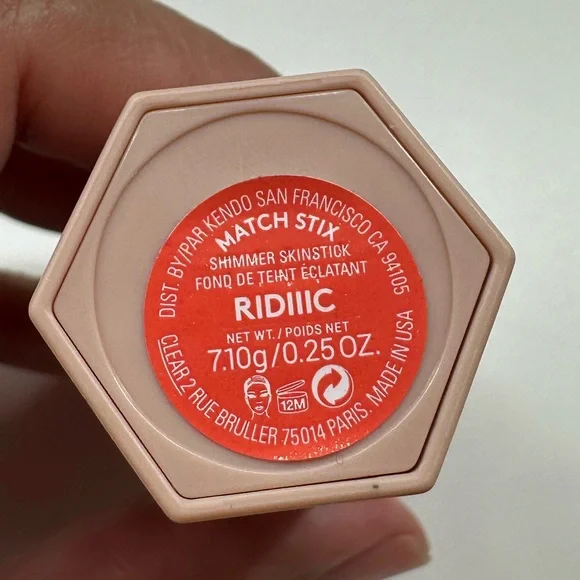 DIST. BY/PAR KENDO SAN FRANCISCO CA 94105
MATCH STIX
SHIMMER SKINSTICK
FOND DE TEINT ÉCLATANT
RIDIIIC
NET WT. / POIDS NET
7.10g/0.25 OZ.
12M
CLEAR 2 RUE BRULLER 75014 PARIS. MADE IN USA